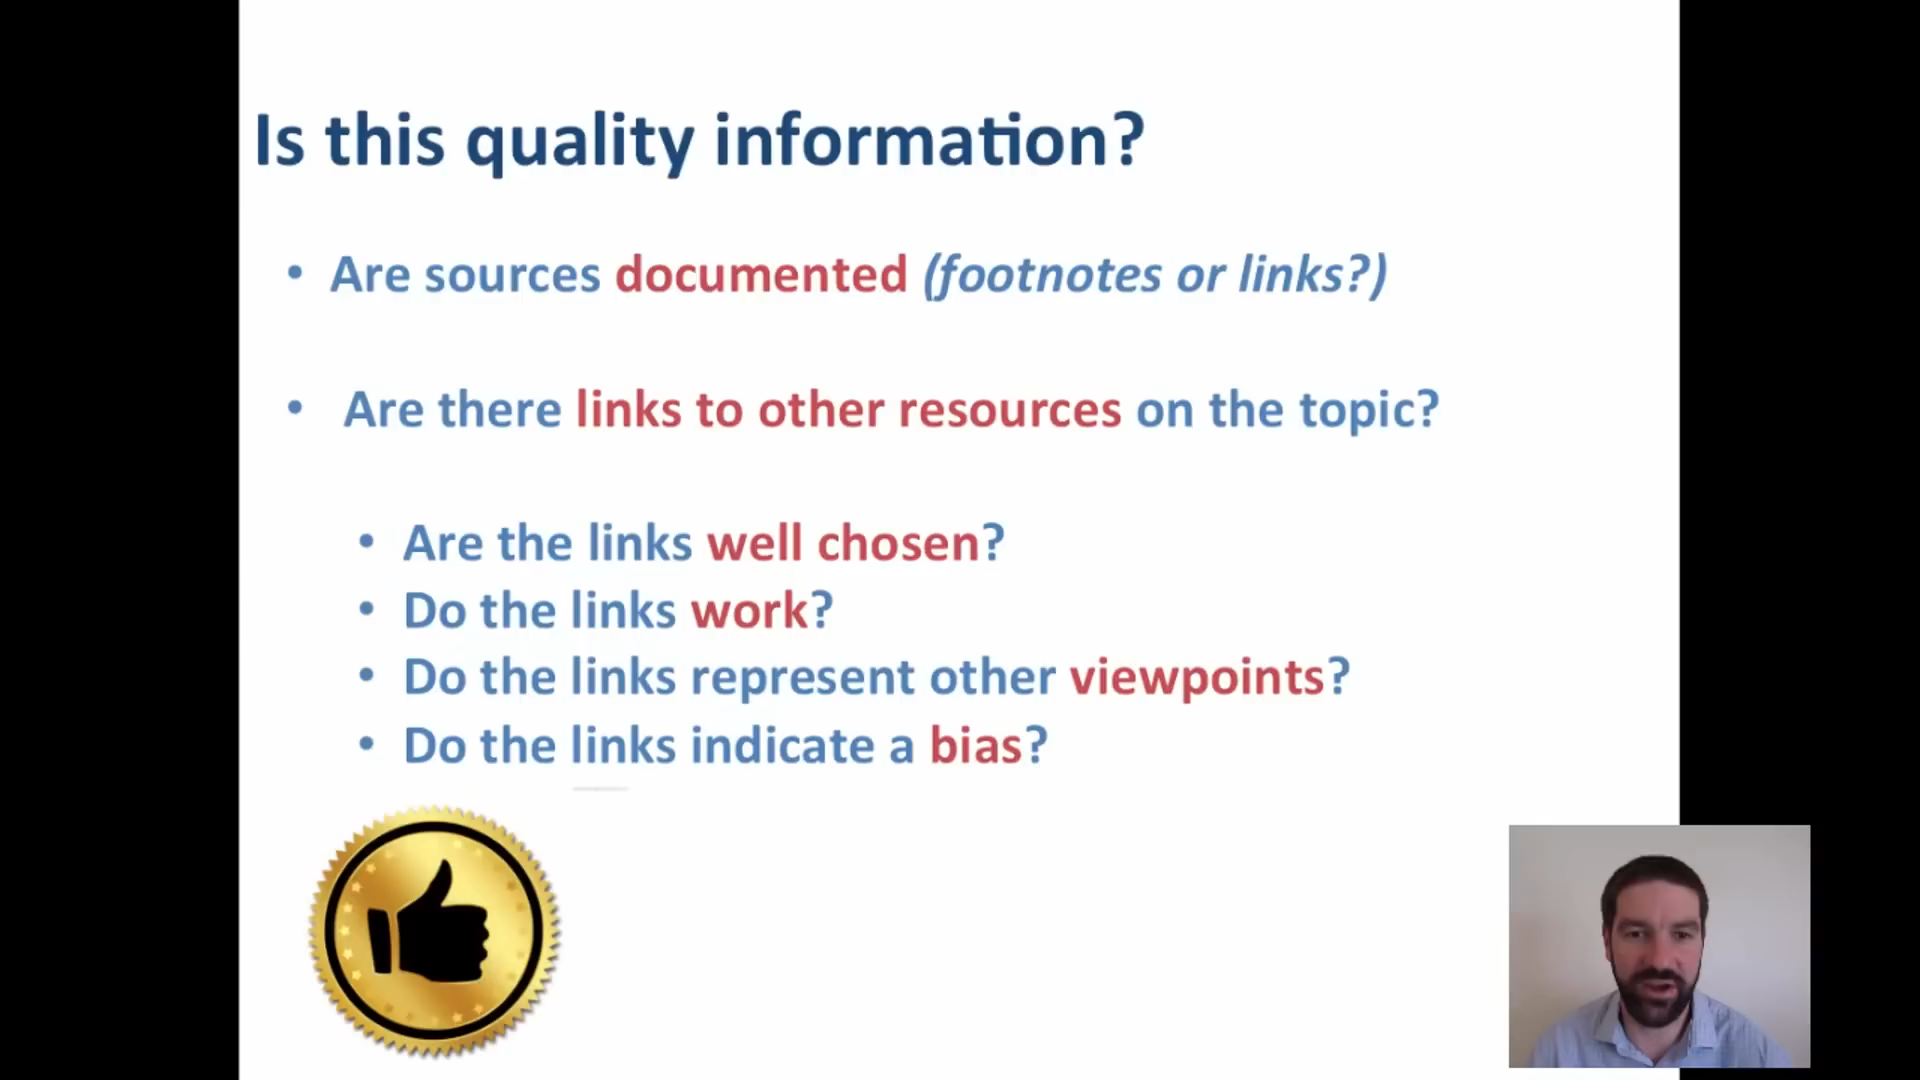 Is this quality information?
• Are sources documented (footnotes or links?)
• Are there links to other resources on the topic?
• Are the links well chosen?
• Do the links work?
• Do the links represent other viewpoints?
• Do the links indicate a bias?